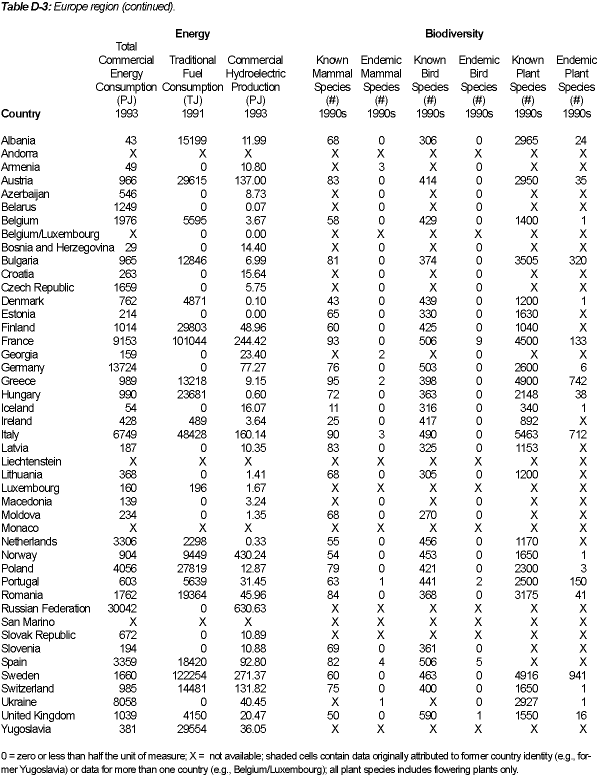 Table D-3: Europe region (continued).
Energy Biodiversity
Total Commercial Energy Consumption (PJ) 1993 Traditional Fuel Consumption (TJ) 1991 Commercial Hydroelectric Production (PJ) 1993 Known Mammal Species (#) 1990s Endemic Mammal Species (#) 1990s Known Bird Species (#) 1990s Endemic Bird Species (#) 1990s Known Plant Species (#) 1990s Endemic Plant Species (#) 1990s
Country
Albania 43 15199 11.99 68 0 306 0 2965 24
Andorra X X X X X X X X X
Armenia 49 0 10.80 X 3 X 0 X X
Austria 966 29615 137.00 83 0 414 0 2950 35
Azerbaijan 546 0 8.73 X 0 X 0 X X
Belarus 1249 0 0.07 X 0 X 0 X X
Belgium 1976 5595 3.67 58 0 429 0 1400 1
Belgium/Luxembourg X 0 0.00 X X X X X X
Bosnia and Herzegovina 29 0 14.40 X 0 X 0 X X
Bulgaria 965 12846 6.99 81 0 374 0 3505 320
Croatia 263 0 15.64 X 0 X 0 X X
Czech Republic 1659 0 5.75 X 0 X 0 X X
Denmark 762 4871 0.10 43 0 439 0 1200 1
Estonia 214 0 0.00 65 0 330 0 1630 X
Finland 1014 29803 48.96 60 0 425 0 1040 X
France 9153 101044 244.42 93 0 506 9 4500 133
Georgia 159 0 23.40 X 2 X 0 X X
Germany 13724 0 77.27 76 0 503 0 2600 6
Greece 989 13218 9.15 95 2 398 0 4900 742
Hungary 990 23681 0.60 72 0 363 0 2148 38
Iceland 54 0 16.07 11 0 316 0 340 1
Ireland 428 489 3.64 25 0 417 0 892 X
Italy 6749 48428 160.14 90 3 490 0 5463 712
Latvia 187 0 10.35 83 0 325 0 1153 X
Liechtenstein X X X X X X X X X
Lithuania 368 0 1.41 68 0 305 0 1200 X
Luxembourg 160 196 1.67 X X X X X X
Macedonia 139 0 3.24 X 0 X 0 X X
Moldova 234 0 1.35 68 0 270 0 X X
Monaco X X X X X X X X X
Netherlands 3306 2298 0.33 55 0 456 0 1170 X
Norway 904 9449 430.24 54 0 453 0 1650 1
Poland 4056 27819 12.87 79 0 421 0 2300 3
Portugal 603 5639 31.45 63 1 441 2 2500 150
Romania 1762 19364 45.96 84 0 368 0 3175 41
Russian Federation 30042 0 630.63 X X X X X X
San Marino X X X X X X X X X
Slovak Republic 672 0 10.89 X X X X X X
Slovenia 194 0 10.88 69 0 361 0 X X
Spain 3359 18420 92.80 82 4 506 5 X X
Sweden 1660 122254 271.37 60 0 463 0 4916 941
Switzerland 985 14481 131.82 75 0 400 0 1650 1
Ukraine 8058 0 40.45 X 1 X 0 2927 1
United Kingdom 1039 4150 20.47 50 0 590 1 1550 16
Yugoslavia 381 29554 36.05 X X X X X X
0 = zero or less than half the unit of measure; X = not available; shaded cells contain data originally attributed to former country identity (e.g., for-
mer Yugoslavia) or data for more than one country (e.g., Belgium/Luxembourg); all plant species includes flowering plants only.